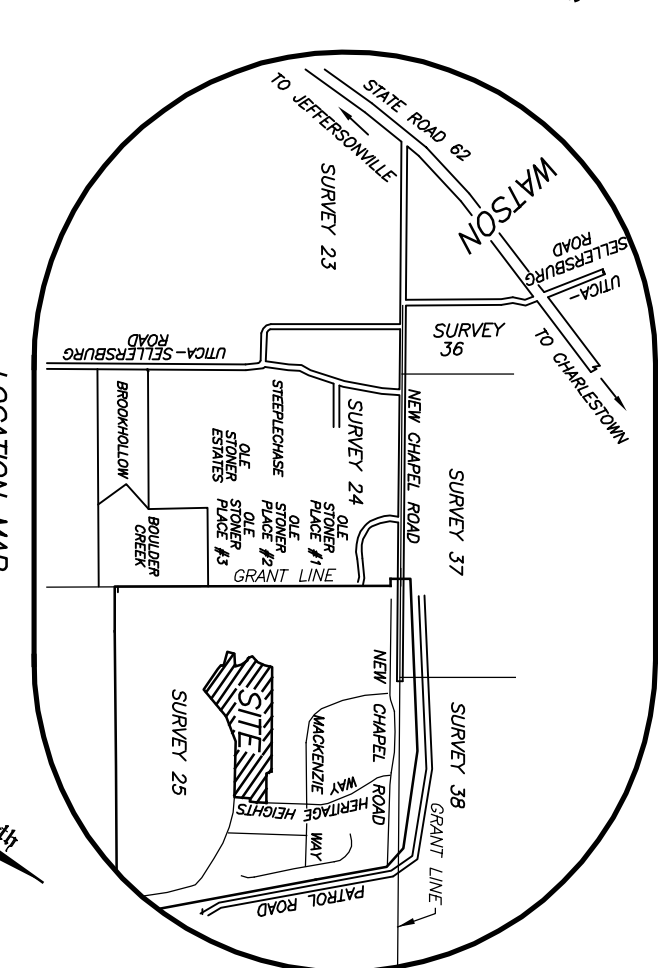 STATE ROAD 62
TO JEFFERSONVILLE
WATSON
UTICA-
SELLERSBURG
ROAD
TO CHARLESTOWN
SURVEY 23
SURVEY
36
UTICA-SELLERSBURG
ROAD
BROOKHOLLOW
BOULDER
CREEK
STEEPLECHASE
OLE
STONER
ESTATES
OLE
STONER
PLACE #3
OLE
STONER
PLACE #2
OLE
STONER
PLACE #1
SURVEY 24
NEW CHAPEL ROAD
SURVEY 37
GRANT LINE
SITE
SURVEY 25
MACKENZIE
WAY
HERITAGE HEIGHTS
WAY
NEW CHAPEL ROAD
SURVEY 38
GRANT LINE
PATROL ROAD
LOCATION MAP